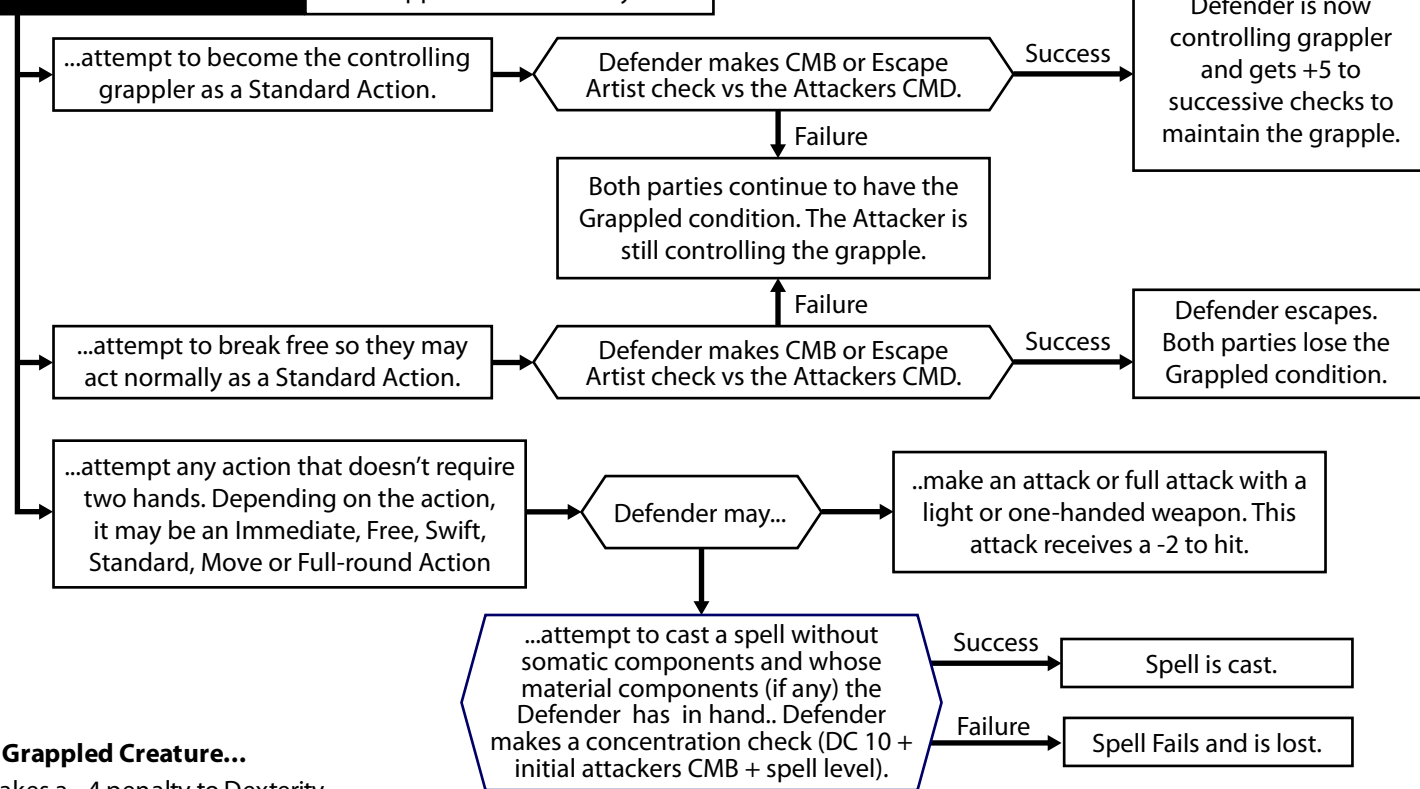 Defender is now
controlling grappler
and gets +5 to
successive checks to
maintain the grapple.
...attempt to become the controlling
grappler as a Standard Action.
Defender makes CMB or Escape
Artist check vs the Attackers CMD.
Success
Failure
Both parties continue to have the
Grappled condition. The Attacker is
still controlling the grapple.
Failure
...attempt to break free so they may
act normally as a Standard Action.
Defender makes CMB or Escape
Artist check vs the Attackers CMD.
Success
Defender escapes.
Both parties lose the
Grappled condition.
...attempt any action that doesn't require
two hands. Depending on the action,
it may be an Immediate, Free, Swift,
Standard, Move or Full-round Action
Defender may...
..make an attack or full attack with a
light or one-handed weapon. This
attack receives a -2 to hit.
...attempt to cast a spell without
somatic components and whose
material components (if any) the
Defender has in hand.. Defender
makes a concentration check (DC 10 +
initial attackers CMB + spell level).
Success
Spell is cast.
Failure
Spell Fails and is lost.
Grappled Creature...
a -4 penalty to Dexterity